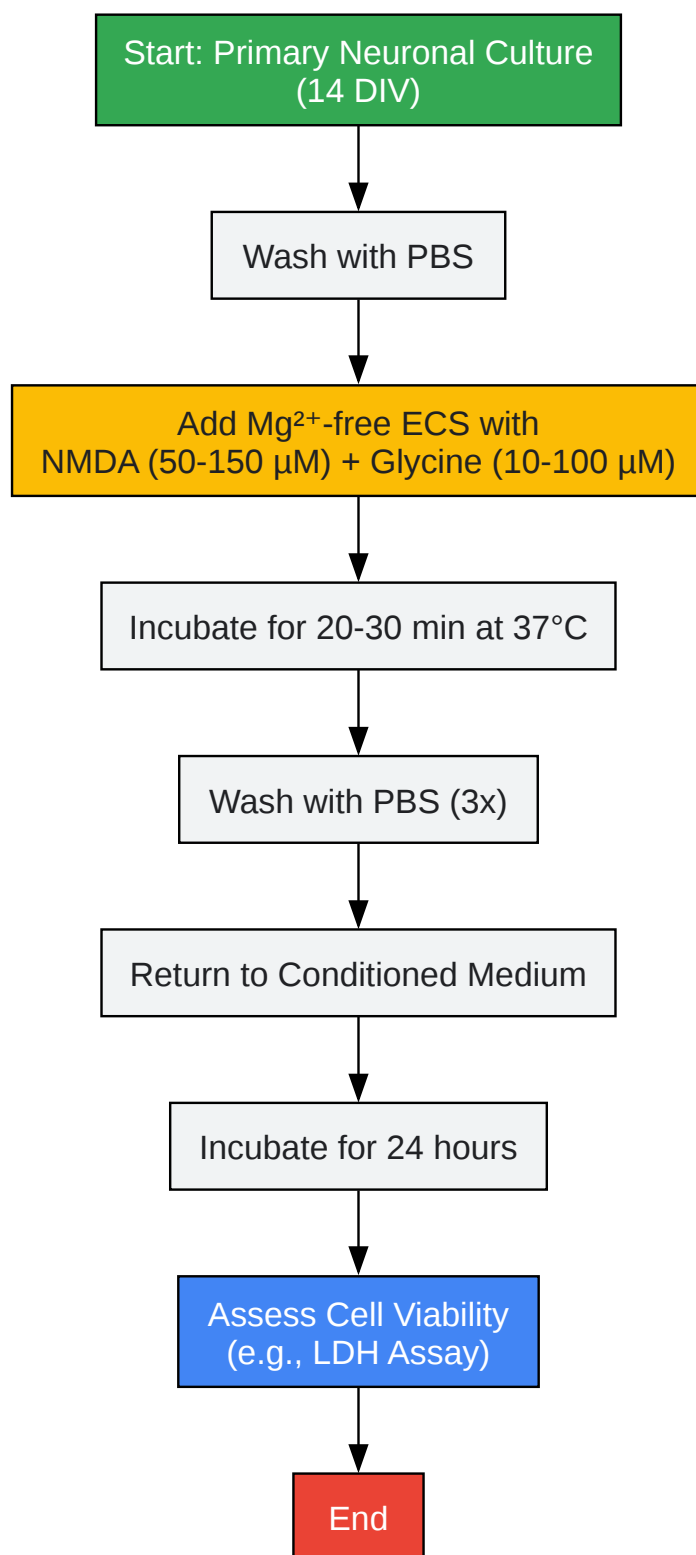 Start: Primary Neuronal Culture
(14 DIV)
Wash with PBS
Add Mg²⁺-free ECS with
NMDA (50-150 µM) + Glycine (10-100 µM)
Incubate for 20-30 min at 37°C
Wash with PBS (3x)
Return to Conditioned Medium
Incubate for 24 hours
Assess Cell Viability
(e.g., LDH Assay)
End